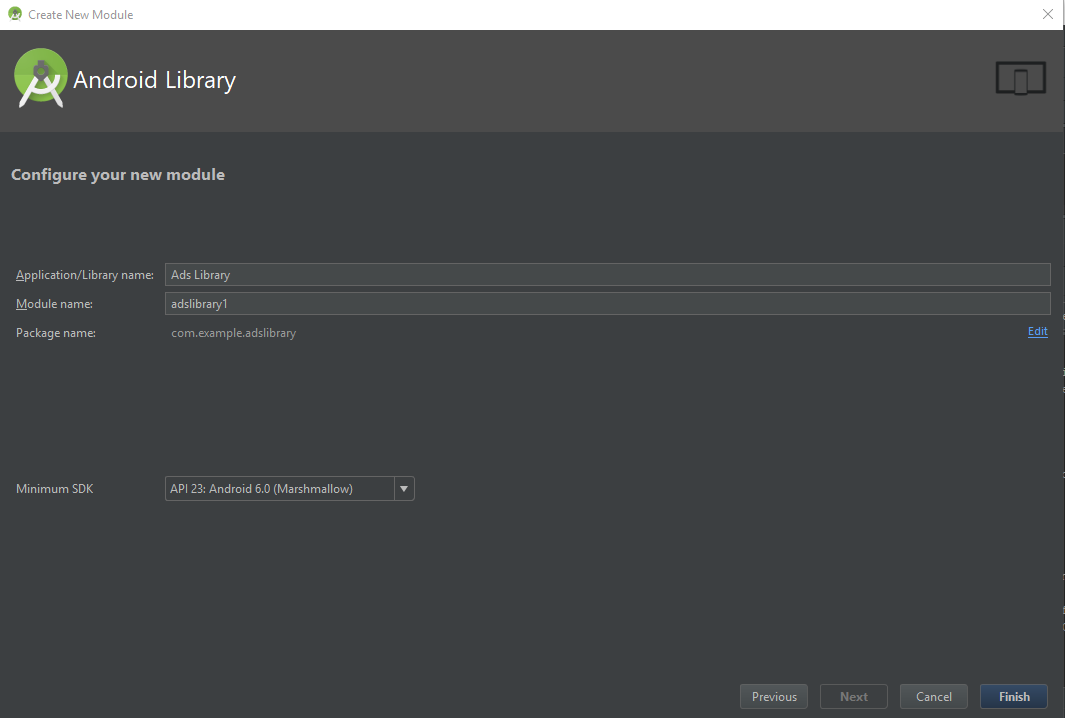 Create New Module
Android Library
Configure your new module
Application/Library name: Ads Library
Module name: adslibrary1
Package name: com.example.adslibrary Edit
Minimum SDK API 23: Android 6.0 (Marshmallow)
Previous Next Cancel Finish